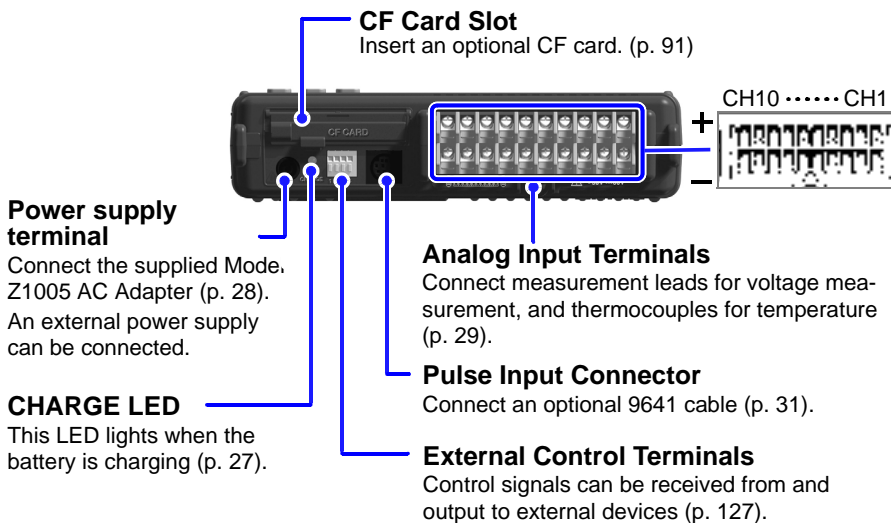 CF Card Slot
Insert an optional CF card. (p. 91)
CH10 ······ CH1
+
−
CF CARD
Power supply
terminal
Connect the supplied Model
Z1005 AC Adapter (p. 28).
An external power supply
can be connected.
CHARGE LED
This LED lights when the
battery is charging (p. 27).
Analog Input Terminals
Connect measurement leads for voltage mea-
surement, and thermocouples for temperature
(p. 29).
Pulse Input Connector
Connect an optional 9641 cable (p. 31).
External Control Terminals
Control signals can be received from and
output to external devices (p. 127).